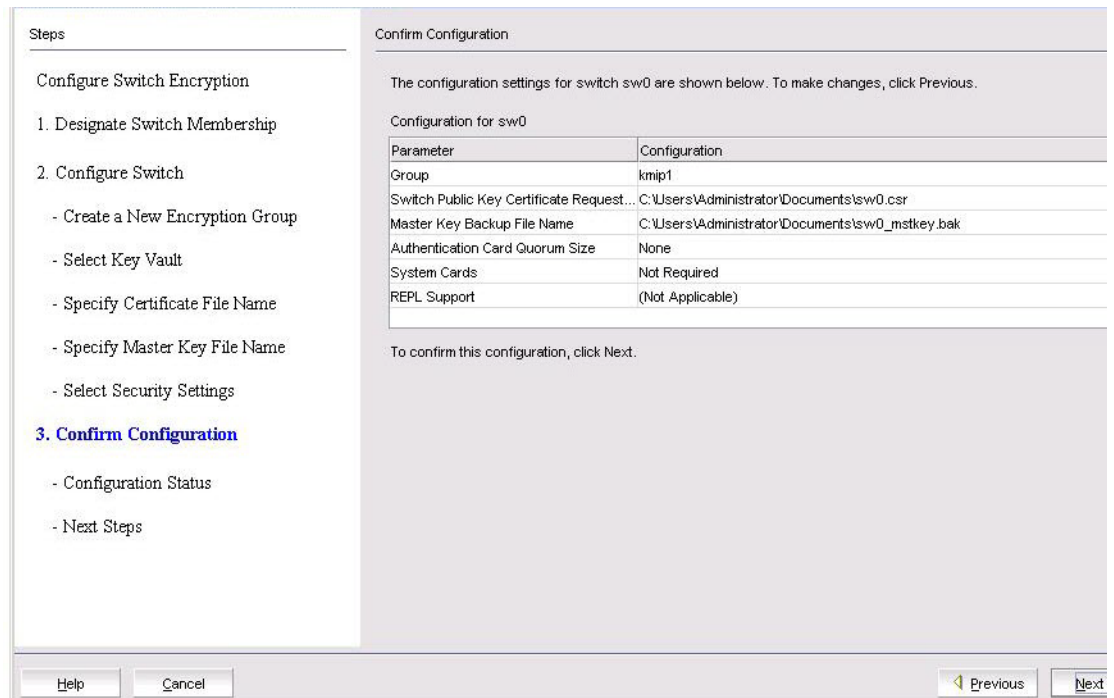 Steps
Configure Switch Encryption
1. Designate Switch Membership
2. Configure Switch
- Create a New Encryption Group
- Select Key Vault
- Specify Certificate File Name
- Specify Master Key File Name
- Select Security Settings
3. Confirm Configuration
- Configuration Status
- Next Steps
Confirm Configuration
The configuration settings for switch sw0 are shown below. To make changes, click Previous.
Configuration for sw0
Parameter Configuration
Group kmip1
Switch Public Key Certificate Request... C:\Users\Administrator\Documents\sw0.csr
Master Key Backup File Name C:\Users\Administrator\Documents\sw0_mstkey.bak
Authentication Card Quorum Size None
System Cards Not Required
REPL Support (Not Applicable)
To confirm this configuration, click Next.
Help Cancel Previous Next